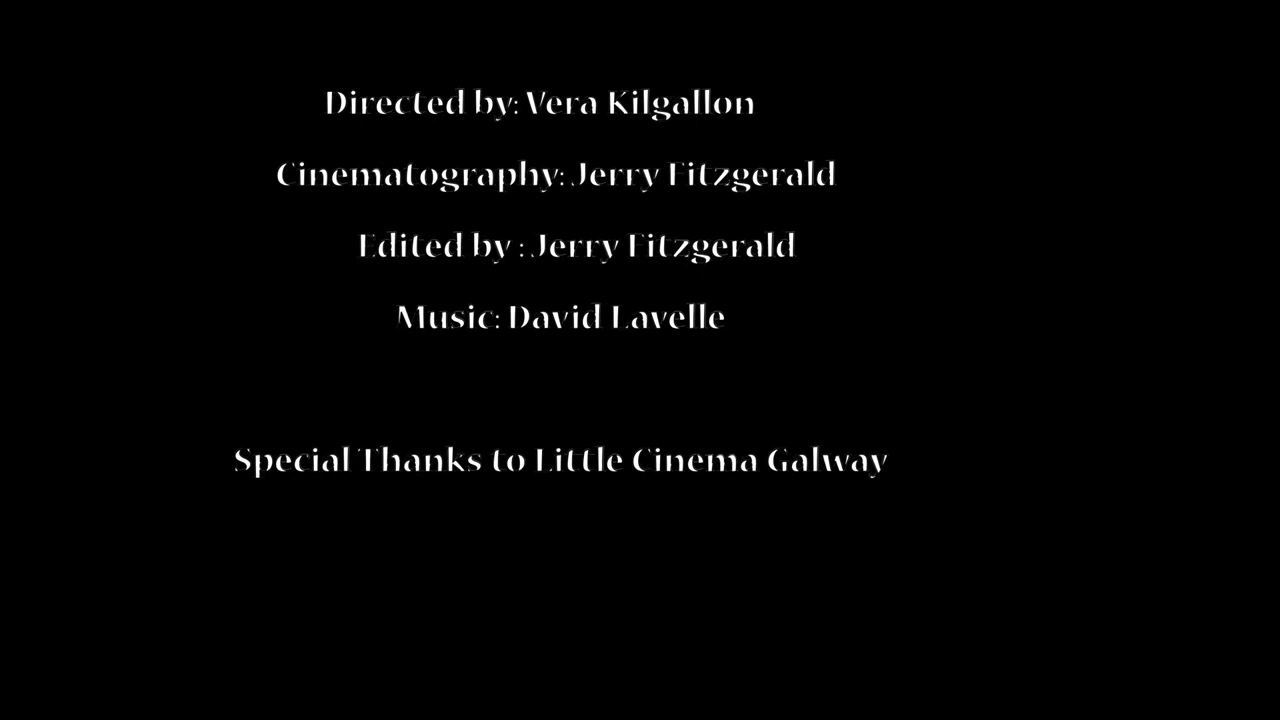 Directed by: Vera Kilgallon
Cinematography: Jerry Fitzgerald
Edited by : Jerry Fitzgerald
Music: David Lavelle
Special Thanks to Little Cinema Galway